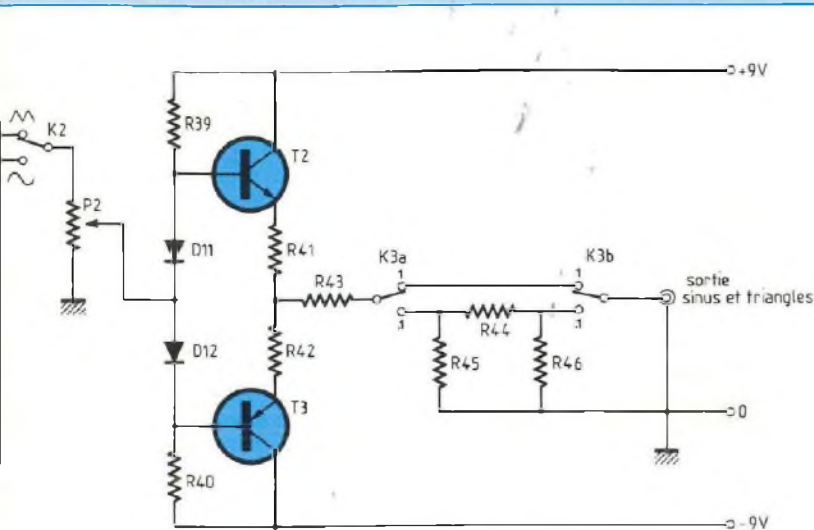 +9V
K2
R39
T2
P2
D11
R41
K3a
K3b
1
1
R43
sortie
sinus et triangles
.1
.1
R44
D12
R42
R45
R46
T3
0
R40
-9V